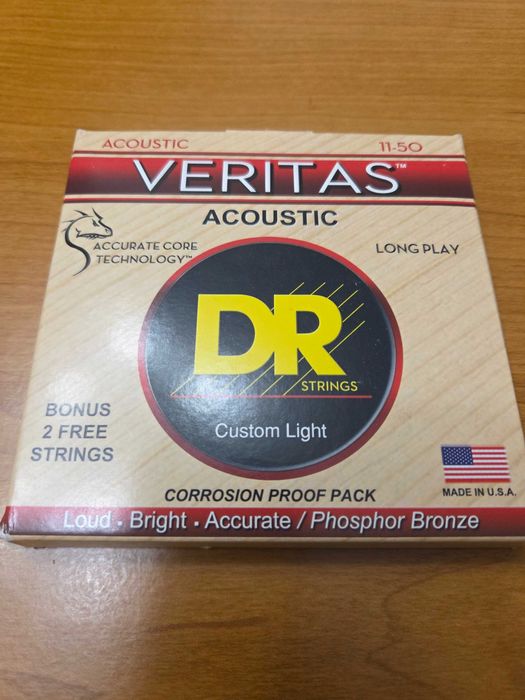 ACOUSTIC 11-50
VERITAS™
ACOUSTIC
ACCURATE CORE
TECHNOLOGY™
LONG PLAY
DR
STRINGS™
Custom Light
BONUS
2 FREE
STRINGS
MADE IN U.S.A.
CORROSION PROOF PACK
Loud • Bright • Accurate / Phosphor Bronze